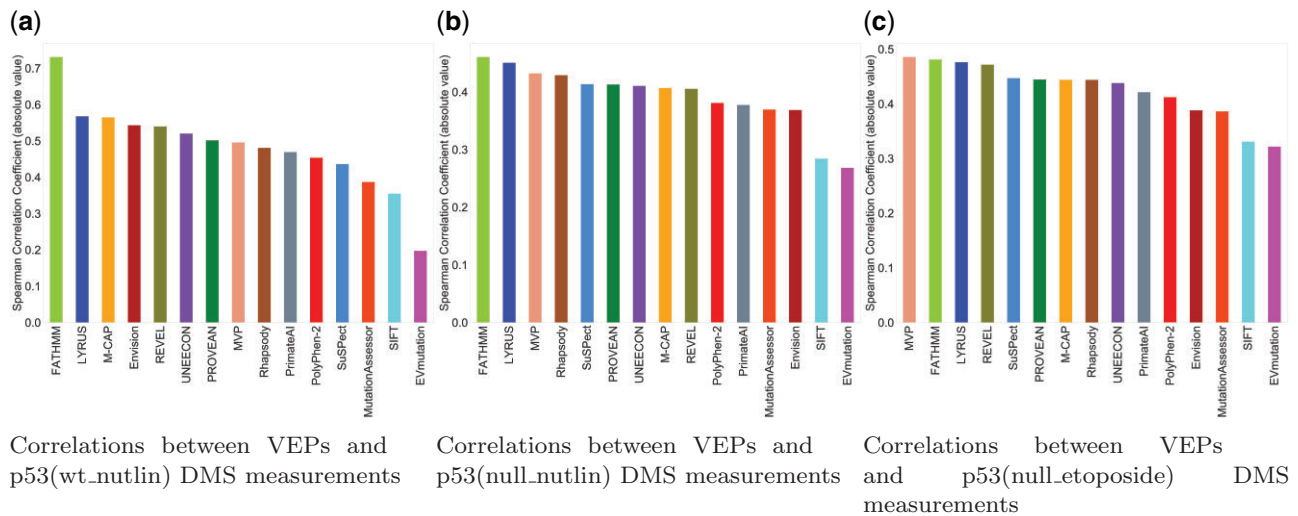 (a)
Spearman Correlation Coefficient (absolute value)
0.7
0.6
0.5
0.4
0.3
0.2
0.1
0.0
FATHMM
LYRUS
M-CAP
Envision
REVEL
UNEECON
PROVEAN
MVP
Rhapsody
PrimateAI
PolyPhen-2
SuSPect
MutationAssessor
SIFT
EVmutation
Correlations between VEPs and
p53(wt_nutlin) DMS measurements
(b)
Spearman Correlation Coefficient (absolute value)
0.4
0.3
0.2
0.1
0.0
FATHMM
LYRUS
MVP
Rhapsody
SuSPect
PROVEAN
UNEECON
M-CAP
REVEL
PolyPhen-2
PrimateAI
MutationAssessor
Envision
SIFT
EVmutation
Correlations between VEPs and
p53(null_nutlin) DMS measurements
(c)
Spearman Correlation Coefficient (absolute value)
0.5
0.4
0.3
0.2
0.1
0.0
MVP
FATHMM
LYRUS
REVEL
SuSPect
PROVEAN
M-CAP
Rhapsody
UNEECON
PrimateAI
PolyPhen-2
Envision
MutationAssessor
SIFT
EVmutation
Correlations between VEPs
and p53(null_etoposide) DMS
measurements